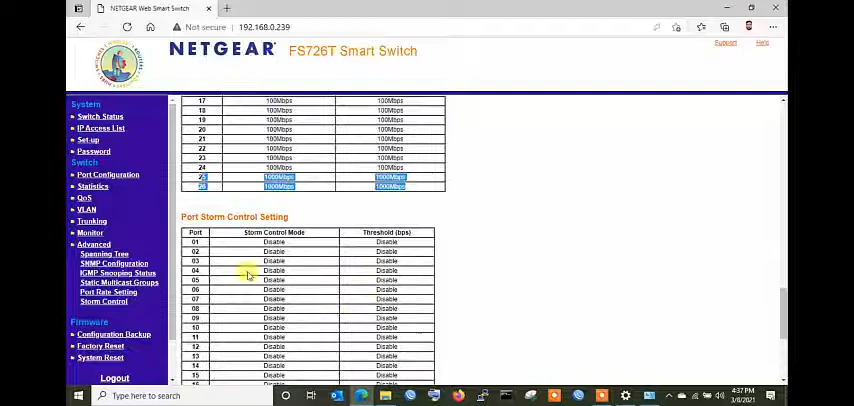 NETGEAR Web Smart Switch
Not secure | 192.168.0.239
NETGEAR FS726T Smart Switch
Support Help
System
Switch Status
IP Access List
Set-up
Password
Switch
Port Configuration
Statistics
QoS
VLAN
Trunking
Monitor
Advanced
Spanning Tree
SNMP Configuration
IGMP Snooping Status
Static Multicast Groups
Port Rate Setting
Storm Control
Firmware
Configuration Backup
Factory Reset
System Reset
Logout
17 100Mbps 100Mbps
18 100Mbps 100Mbps
19 100Mbps 100Mbps
20 100Mbps 100Mbps
21 100Mbps 100Mbps
22 100Mbps 100Mbps
23 100Mbps 100Mbps
24 100Mbps 100Mbps
25 1000Mbps 1000Mbps
26 1000Mbps 1000Mbps
Port Storm Control Setting
Port Storm Control Mode Threshold (bps)
01 Disable Disable
02 Disable Disable
03 Disable Disable
04 Disable Disable
05 Disable Disable
06 Disable Disable
07 Disable Disable
08 Disable Disable
09 Disable Disable
10 Disable Disable
11 Disable Disable
12 Disable Disable
13 Disable Disable
14 Disable Disable
15 Disable Disable
Type here to search
4:37 PM
3/8/2021